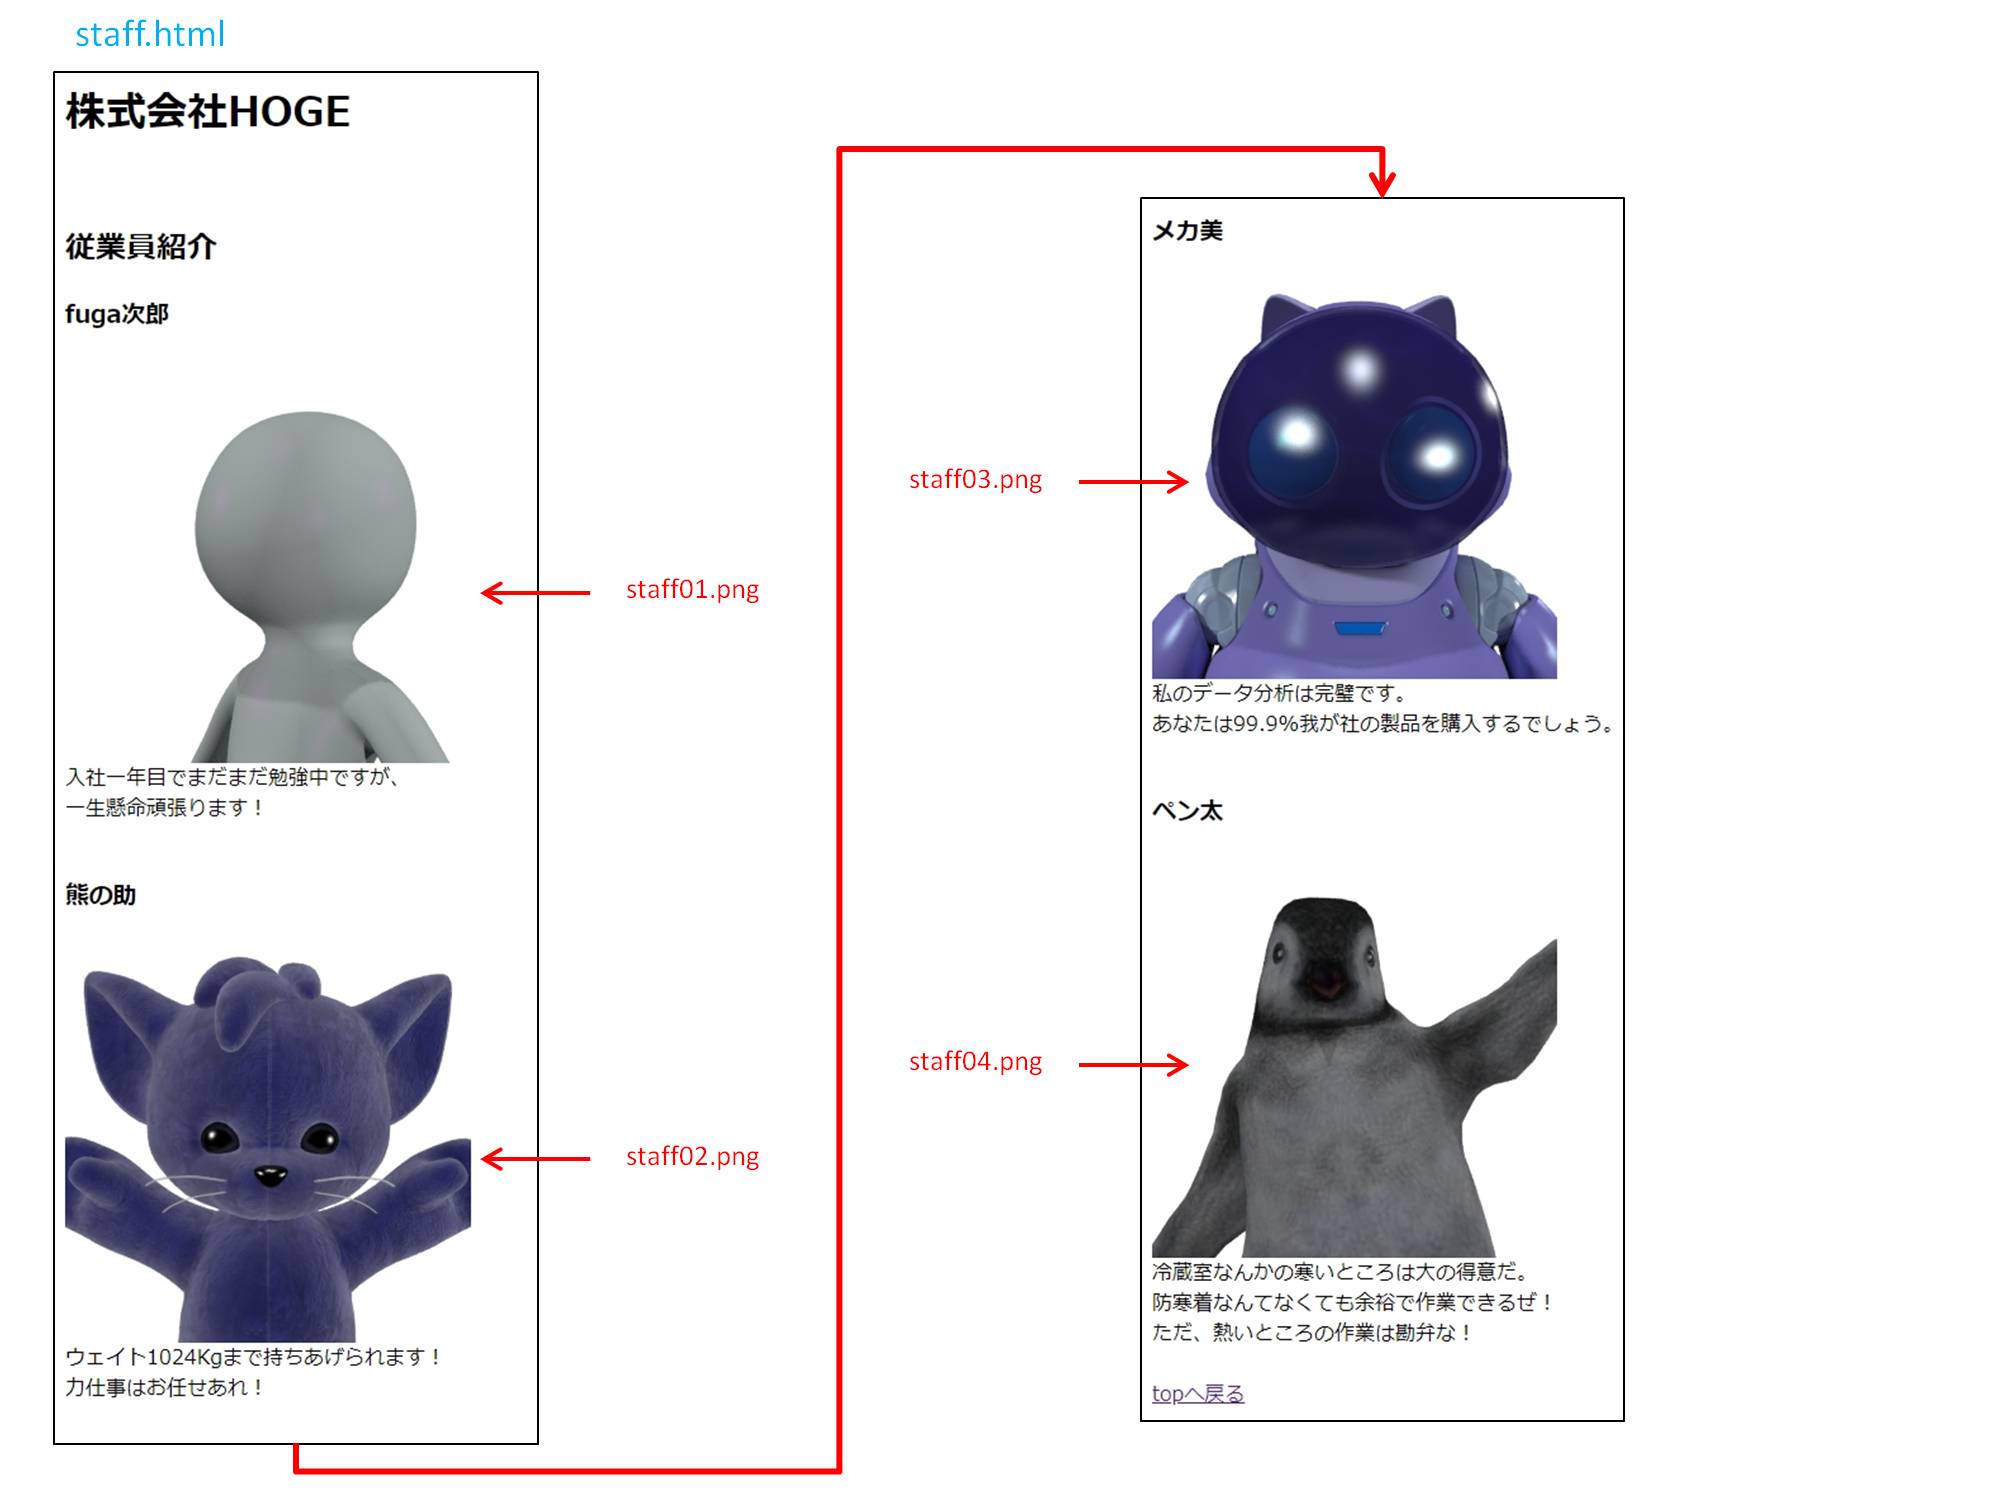 staff.html
株式会社HOGE
従業員紹介
fuga次郎
staff01.png
入社一年目でまだまだ勉強中ですが、
一生懸命頑張ります！
熊の助
staff02.png
ウェイト1024Kgまで持ちあげられます！
力仕事はお任せあれ！
メカ美
staff03.png
私のデータ分析は完璧です。
あなたは99.9%我が社の製品を購入するでしょう。
ペン太
staff04.png
冷蔵室なんかの寒いところは大の得意だ。
防寒着なんてなくても余裕で作業できるぜ！
ただ、熱いところの作業は勘弁な！
topへ戻る